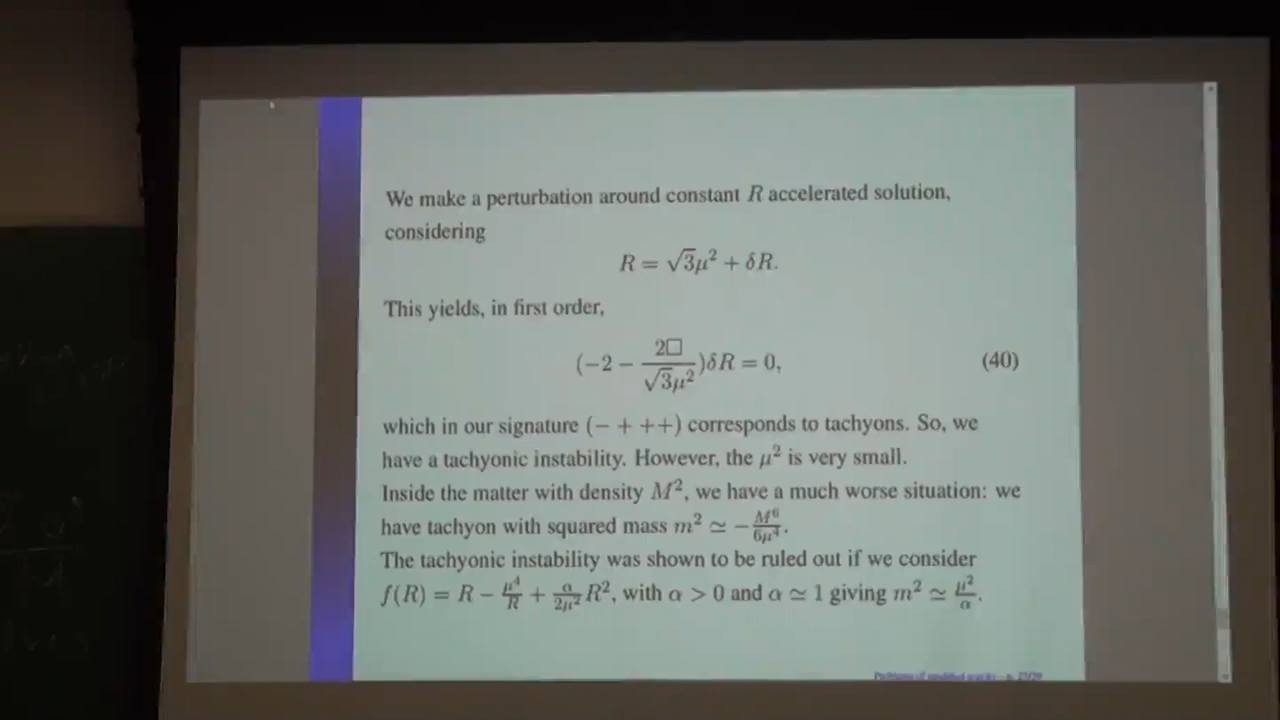 We make a perturbation around constant R accelerated solution,
considering
R = √3μ² + δR.
This yields, in first order,
(−2 − 2□/√3μ²)δR = 0, (40)
which in our signature (− + ++) corresponds to tachyons. So, we
have a tachyonic instability. However, the μ² is very small.
Inside the matter with density M², we have a much worse situation: we
have tachyon with squared mass m² ≃ −M⁶/6μ⁴.
The tachyonic instability was shown to be ruled out if we consider
f(R) = R − μ⁴/R + α/2μ² R², with α > 0 and α ≃ 1 giving m² ≃ μ²/α.